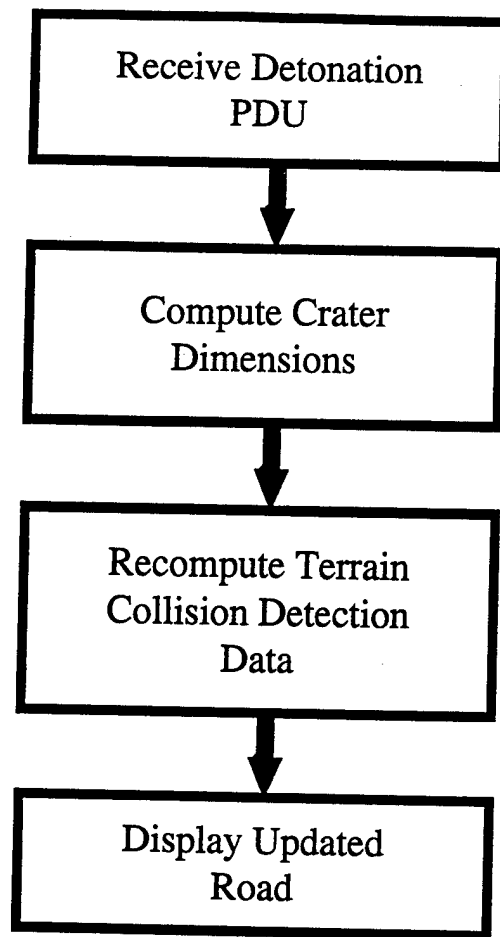 Receive Detonation
PDU
Compute Crater
Dimensions
Recompute Terrain
Collision Detection
Data
Display Updated
Road